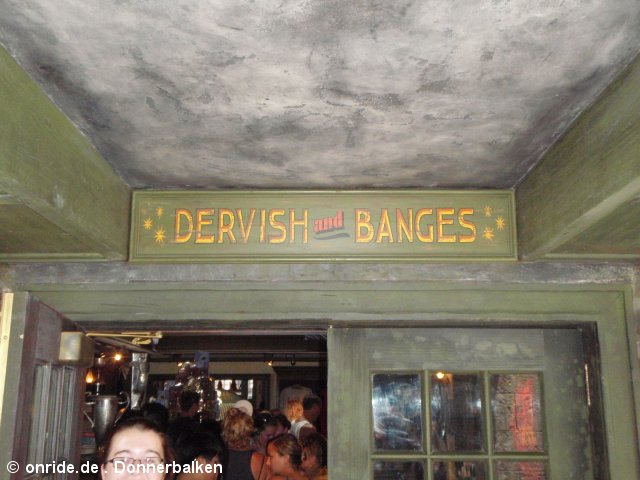 DERVISH and BANGES
© onride.de, Donnerbalken